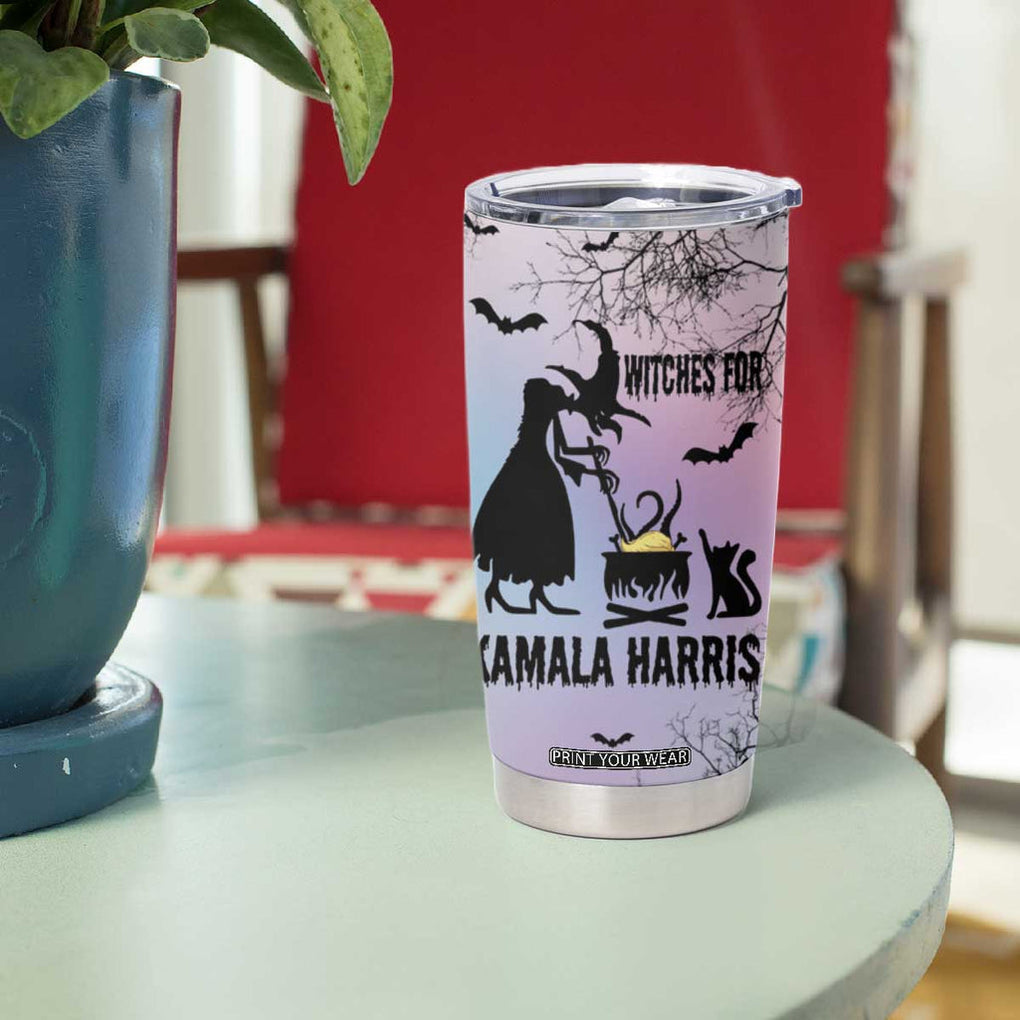 WITCHES FOR
KAMALA HARRIS
PRINT YOUR WEAR